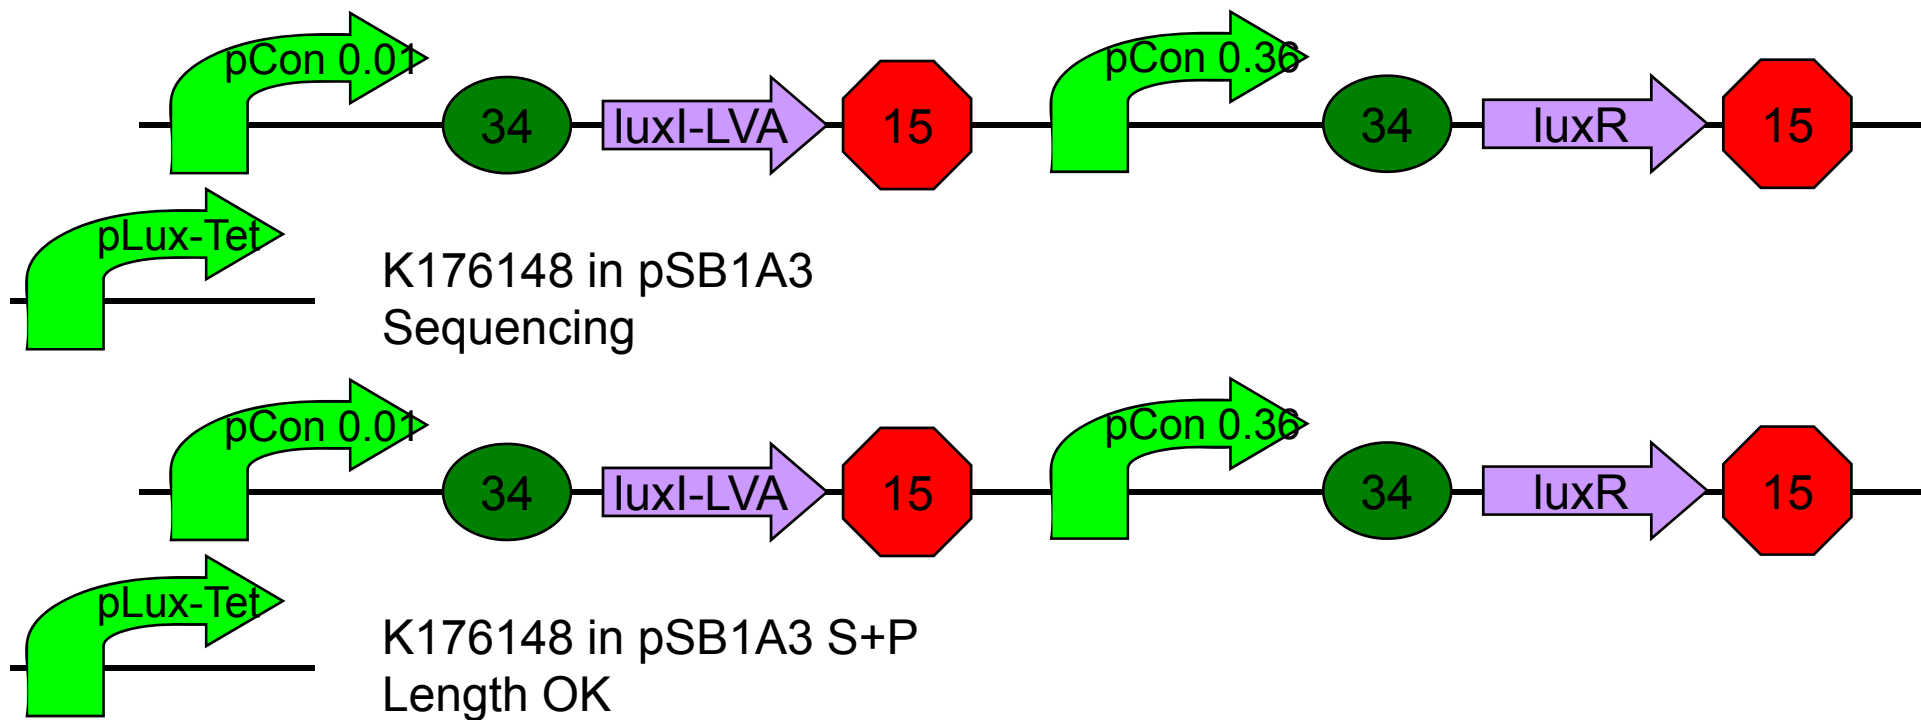 pCon 0.01 34 luxI-LVA 15 pCon 0.36 34 luxR 15
pLux-Tet
K176148 in pSB1A3
Sequencing
pCon 0.01 34 luxI-LVA 15 pCon 0.36 34 luxR 15
pLux-Tet
K176148 in pSB1A3 S+P
Length OK